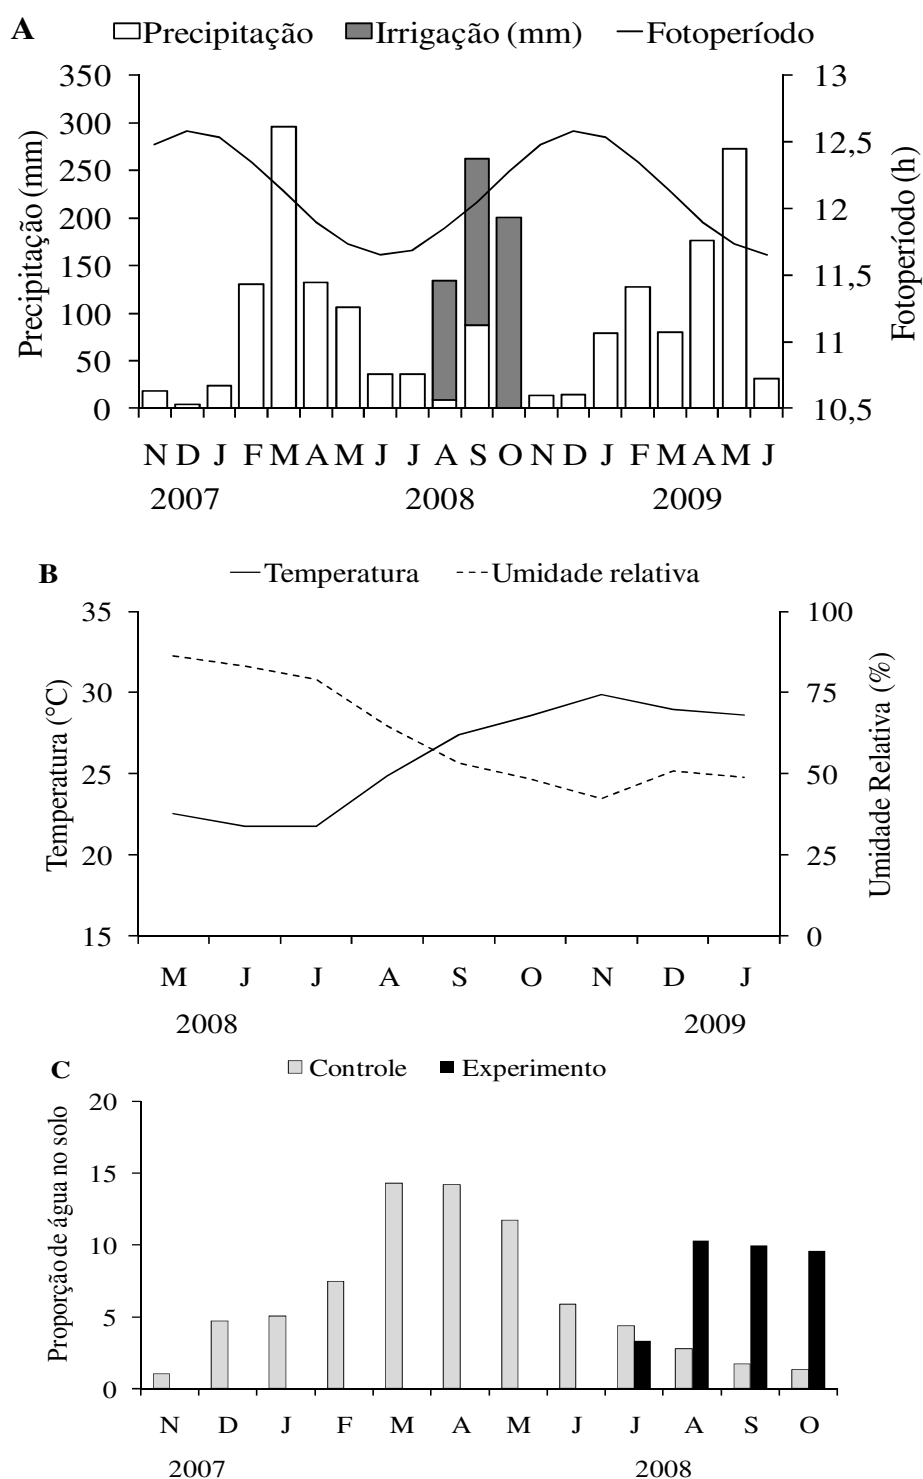 A
Precipitação Irrigação (mm) Fotoperíodo
350
300
250
200
150
100
50
0
Precipitação (mm)
13
12,5
12
11,5
11
10,5
Fotoperíodo (h)
N D J F M A M J J A S O N D J F M A M J
2007 2008 2009
B
Temperatura Umidade relativa
35
30
25
20
15
Temperatura (°C)
100
75
50
25
0
Umidade Relativa (%)
M J J A S O N D J
2008 2009
C
Controle Experimento
20
15
10
5
0
Proporção de água no solo
N D J F M A M J J A S O
2007 2008